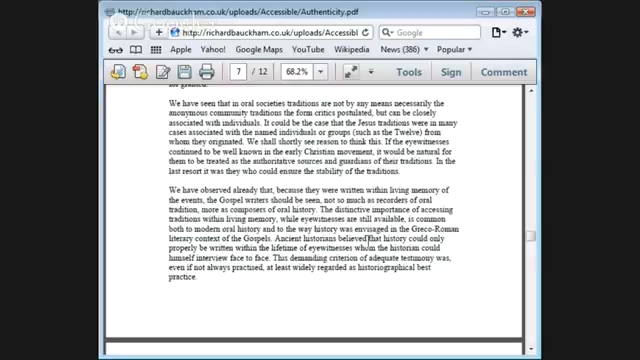 http://richardbauckham.co.uk/uploads/Accessible/Authenticity.pdf
http://richardbauckham.co.uk/uploads/Accessibl
Apple Yahoo! Google Maps YouTube Wikipedia News (386) Popular
7 / 12 68.2% Tools Sign Comment
for granted.
We have seen that in oral societies traditions are not by any means necessarily the
anonymous community traditions the form critics postulated, but can be closely
associated with individuals. It could be the case that the Jesus traditions were in many
cases associated with the named individuals or groups (such as the Twelve) from
whom they originated. We shall shortly see reason to think this. If the eyewitnesses
continued to be well known in the early Christian movement, it would be natural for
them to be treated as the authoritative sources and guardians of their traditions. In
the last resort it was they who could ensure the stability of the traditions.
We have observed already that, because they were written within living memory of
the events, the Gospel writers should be seen, not so much as recorders of oral
tradition, more as composers of oral history. The distinctive importance of accessing
traditions within living memory, while eyewitnesses are still available, is common
both to modern oral history and to the way history was envisaged in the Greco-Roman
literary context of the Gospels. Ancient historians believed that history could only
properly be written within the lifetime of eyewitnesses whom the historian could
himself interview face to face. This demanding criterion of adequate testimony was,
even if not always practised, at least widely regarded as historiographical best
practice.